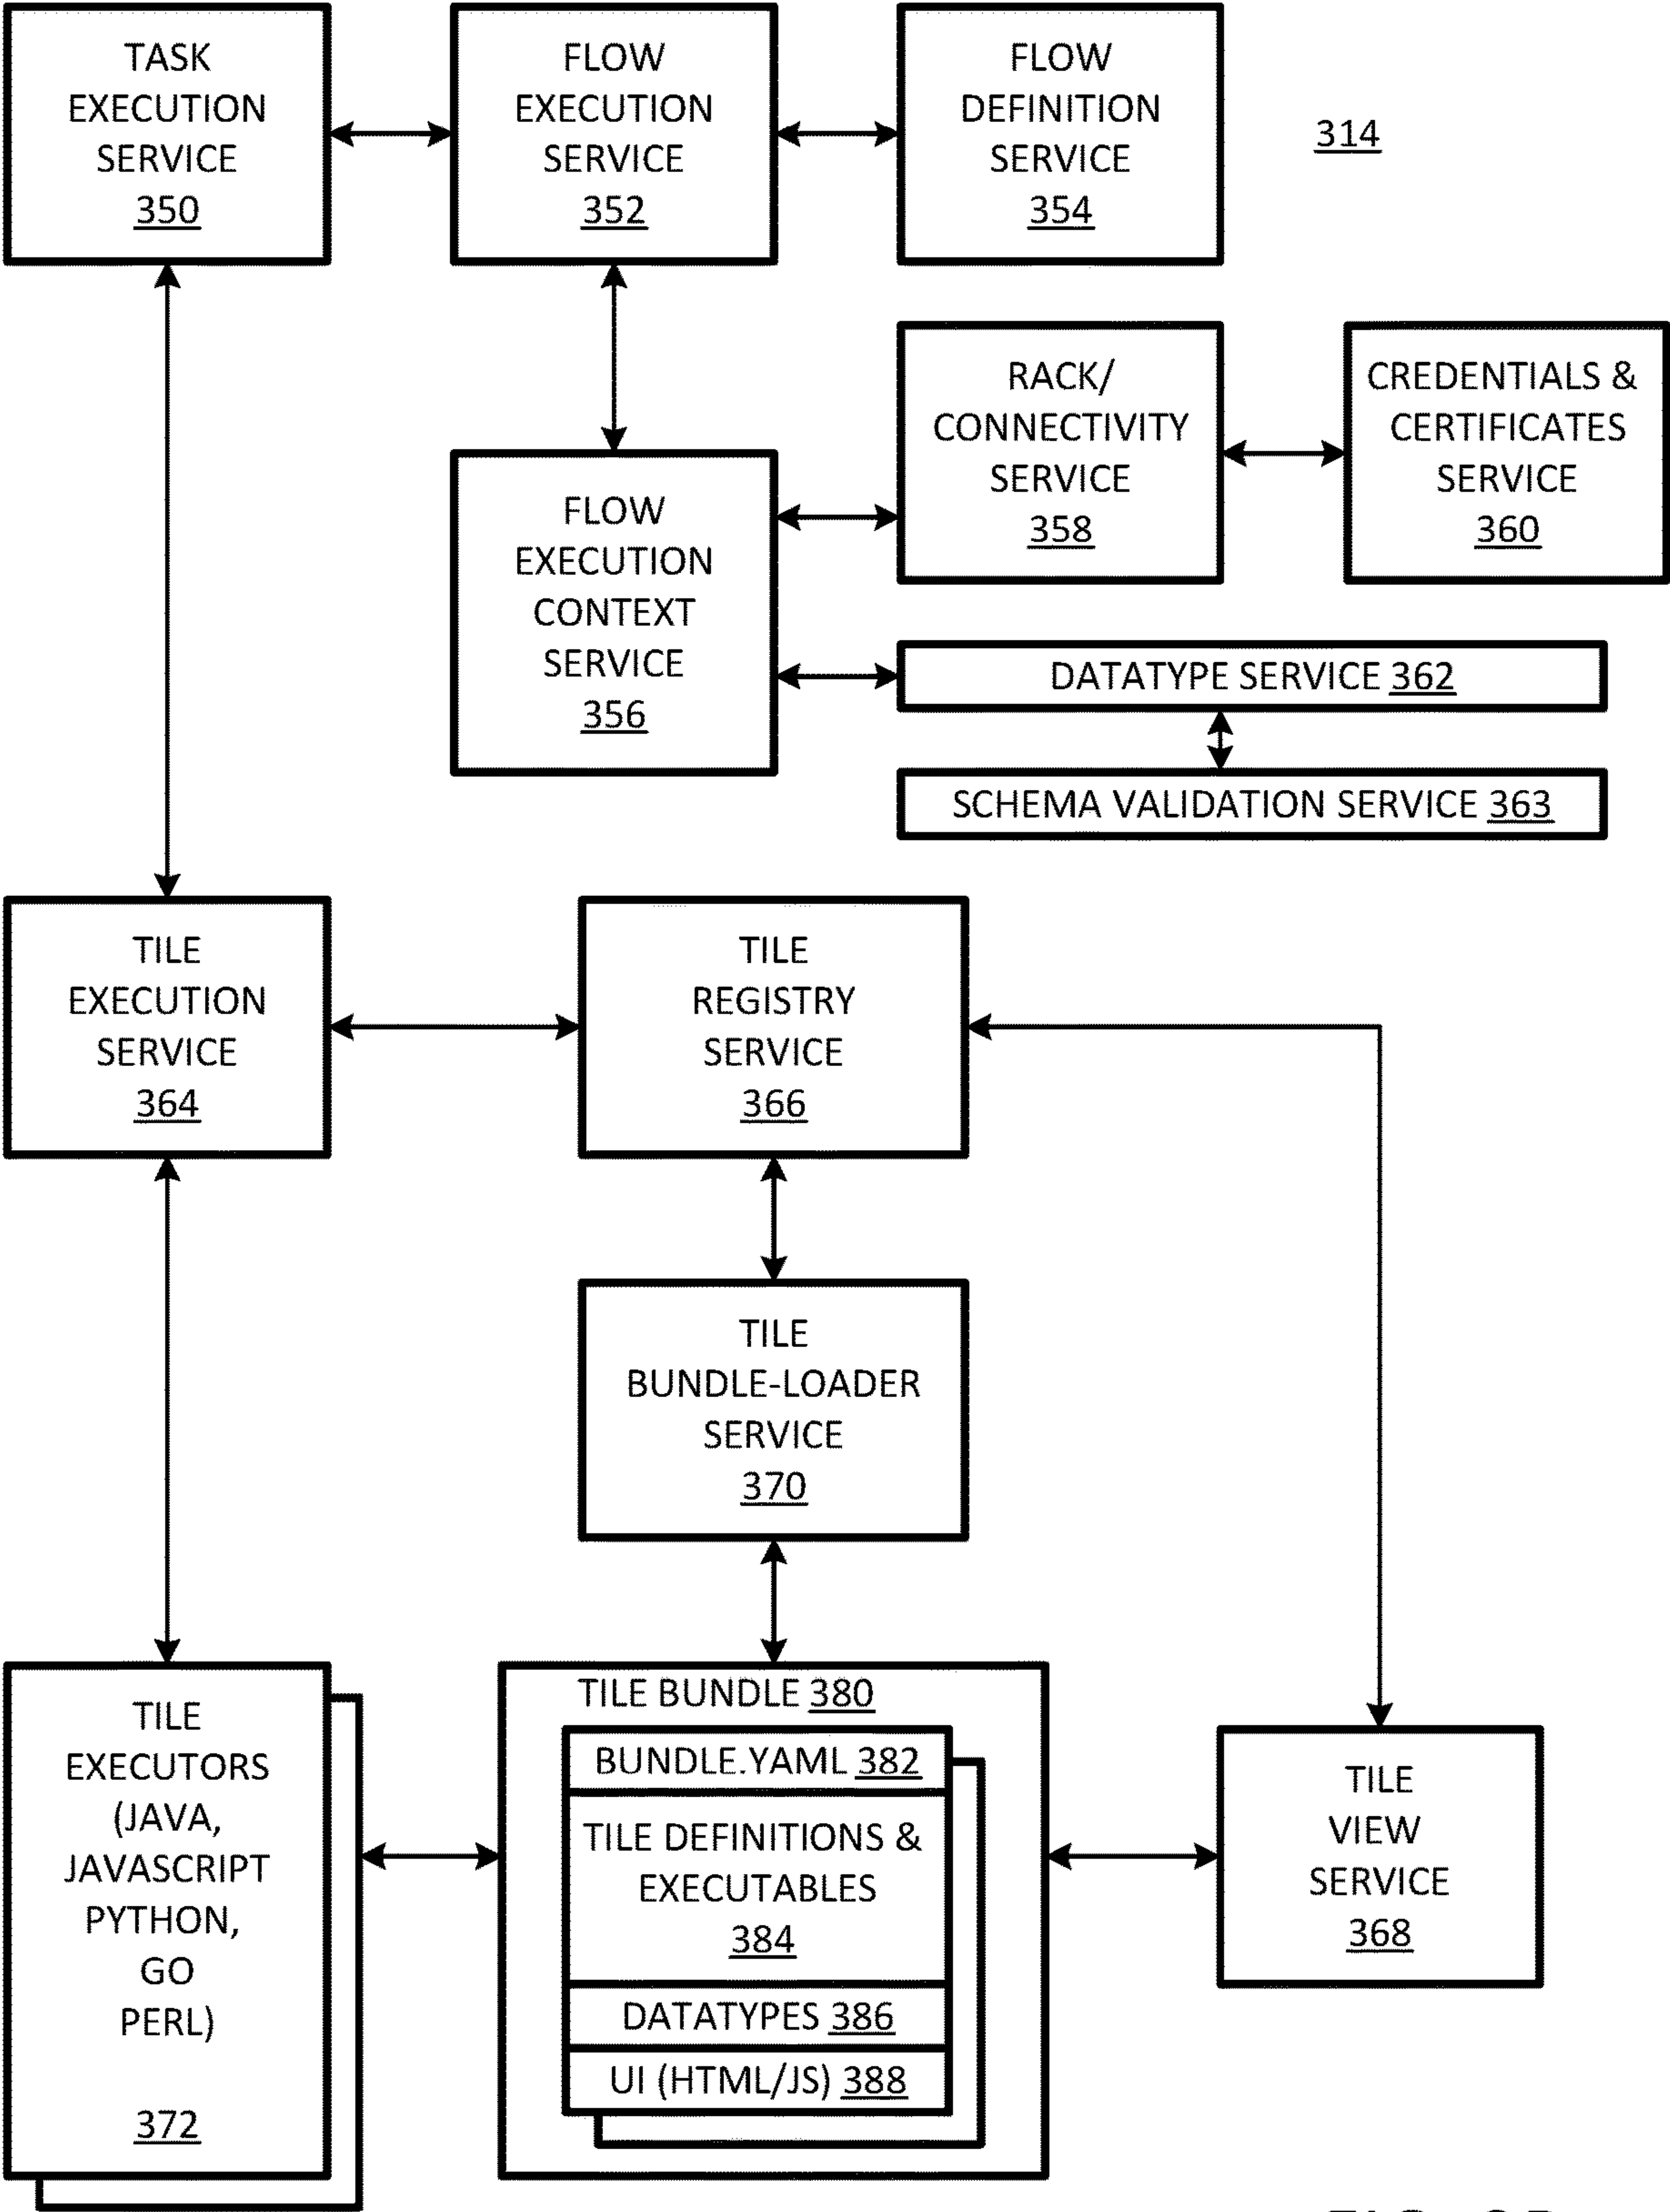 TASK
EXECUTION
SERVICE
350
FLOW
EXECUTION
SERVICE
352
FLOW
DEFINITION
SERVICE
354
314
RACK/
CONNECTIVITY
SERVICE
358
CREDENTIALS &
CERTIFICATES
SERVICE
360
FLOW
EXECUTION
CONTEXT
SERVICE
356
DATATYPE SERVICE 362
SCHEMA VALIDATION SERVICE 363
TILE
EXECUTION
SERVICE
364
TILE
REGISTRY
SERVICE
366
TILE
BUNDLE-LOADER
SERVICE
370
TILE
EXECUTORS
(JAVA,
JAVASCRIPT
PYTHON,
GO
PERL)
372
TILE BUNDLE 380
BUNDLE.YAML 382
TILE DEFINITIONS &
EXECUTABLES
384
DATATYPES 386
UI (HTML/JS) 388
TILE
VIEW
SERVICE
368